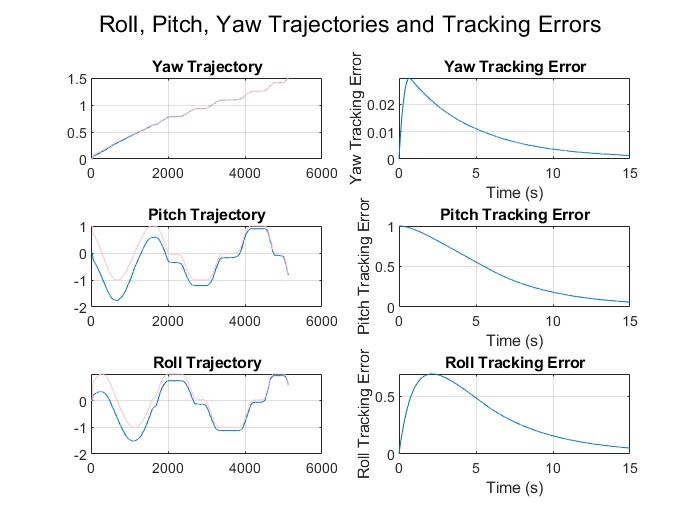 Roll, Pitch, Yaw Trajectories and Tracking Errors
Yaw Trajectory
1.5
1
0.5
0
0 2000 4000 6000
Yaw Tracking Error
Yaw Tracking Error
0.02
0.01
0
0 5 10 15
Time (s)
Pitch Trajectory
1
0
-1
-2
0 2000 4000 6000
Pitch Tracking Error
Pitch Tracking Error
1
0.5
0
0 5 10 15
Time (s)
Roll Trajectory
0
-1
-2
0 2000 4000 6000
Roll Tracking Error
Roll Tracking Error
0.5
0
0 5 10 15
Time (s)